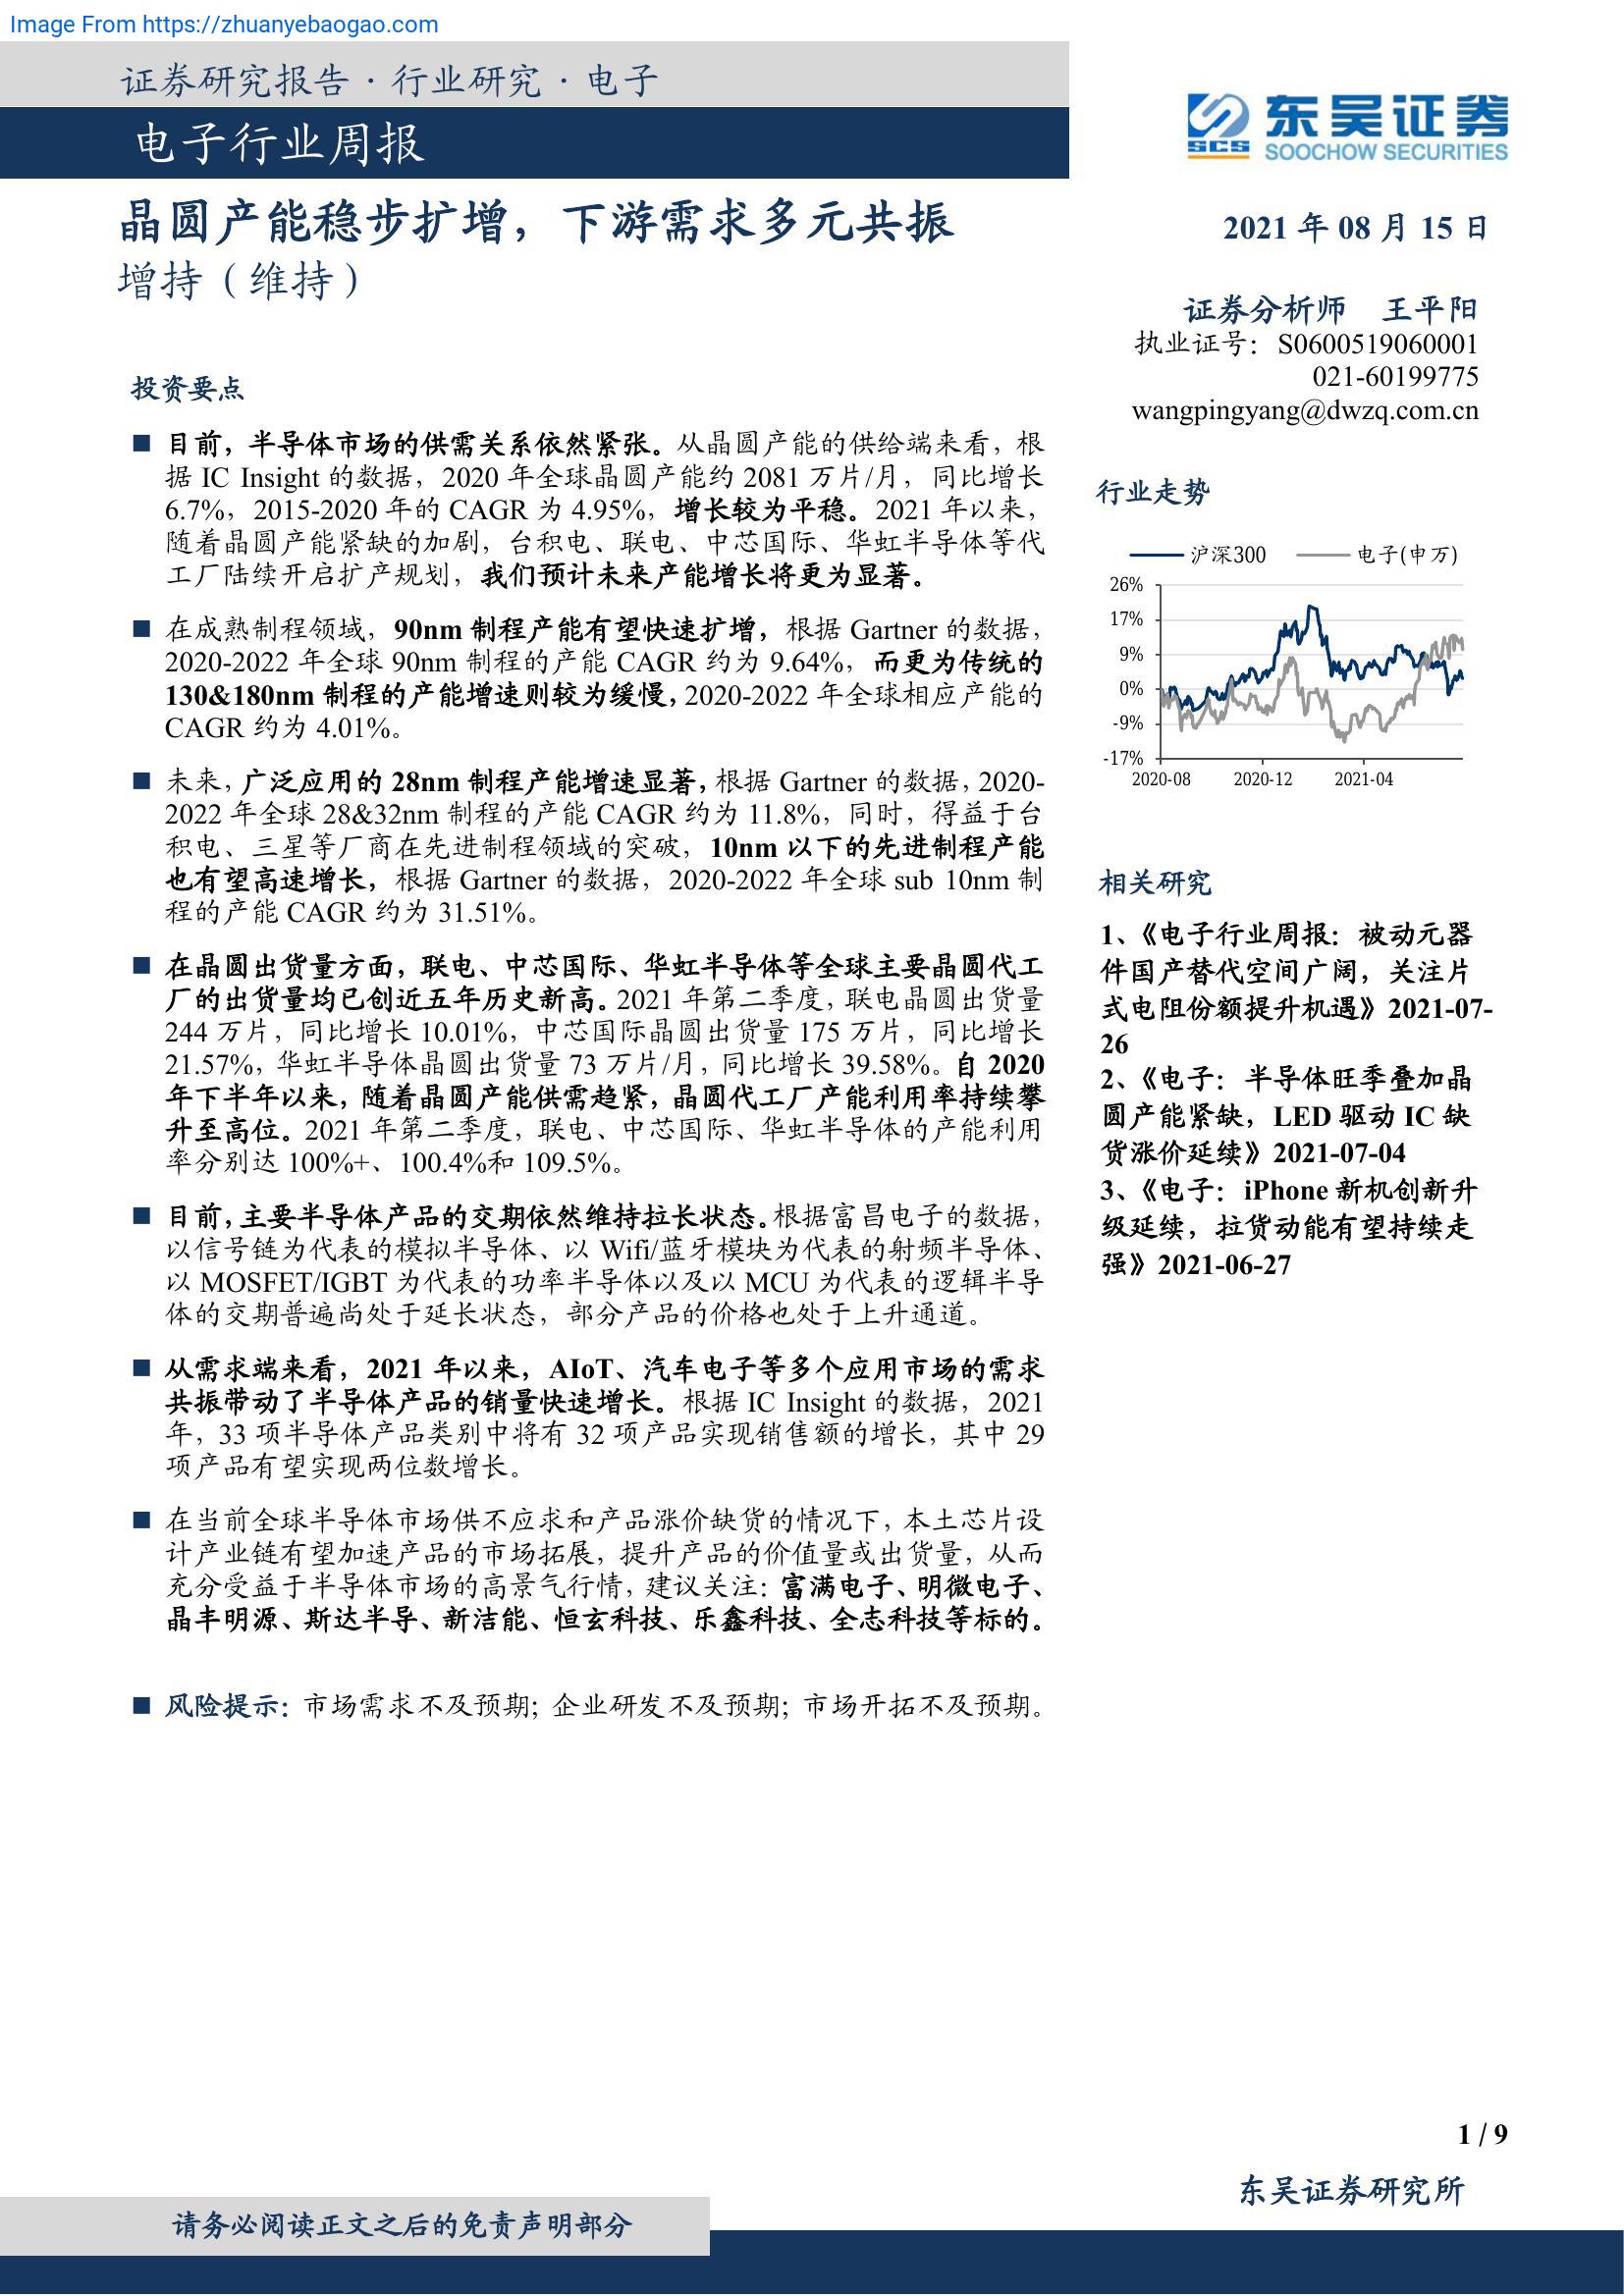 Image From https://zhuanyebaogao.com
证券研究报告·行业研究·电子
电子行业周报
东吴证券
SCS
SOOCHOW SECURITIES
晶圆产能稳步扩增，下游需求多元共振
增持（维持）
投资要点
■ 目前，半导体市场的供需关系依然紧张。从晶圆产能的供给端来看，根
据 IC Insight 的数据，2020 年全球晶圆产能约 2081 万片/月，同比增长
6.7%，2015-2020 年的 CAGR 为 4.95%，增长较为平稳。2021 年以来，
随着晶圆产能紧缺的加剧，台积电、联电、中芯国际、华虹半导体等代
工厂陆续开启扩产规划，我们预计未来产能增长将更为显著。
■ 在成熟制程领域，90nm 制程产能有望快速扩增，根据 Gartner 的数据，
2020-2022 年全球 90nm 制程的产能 CAGR 约为 9.64%，而更为传统的
130&180nm 制程的产能增速则较为缓慢，2020-2022 年全球相应产能的
CAGR 约为 4.01%。
■ 未来，广泛应用的 28nm 制程产能增速显著，根据 Gartner 的数据，2020-
2022 年全球 28&32nm 制程的产能 CAGR 约为 11.8%，同时，得益于台
积电、三星等厂商在先进制程领域的突破，10nm 以下的先进制程产能
也有望高速增长，根据 Gartner 的数据，2020-2022 年全球 sub 10nm 制
程的产能 CAGR 约为 31.51%。
■ 在晶圆出货量方面，联电、中芯国际、华虹半导体等全球主要晶圆代工
厂的出货量均已创近五年历史新高。2021 年第二季度，联电晶圆出货量
244 万片，同比增长 10.01%，中芯国际晶圆出货量 175 万片，同比增长
21.57%，华虹半导体晶圆出货量 73 万片/月，同比增长 39.58%。自 2020
年下半年以来，随着晶圆产能供需趋紧，晶圆代工厂产能利用率持续攀
升至高位。2021 年第二季度，联电、中芯国际、华虹半导体的产能利用
率分别达 100%+、100.4%和 109.5%。
■ 目前，主要半导体产品的交期依然维持拉长状态。根据富昌电子的数据，
以信号链为代表的模拟半导体、以 Wifi/蓝牙模块为代表的射频半导体、
以 MOSFET/IGBT 为代表的功率半导体以及以 MCU 为代表的逻辑半导
体的交期普遍尚处于延长状态，部分产品的价格也处于上升通道。
■ 从需求端来看，2021 年以来，AIoT、汽车电子等多个应用市场的需求
共振带动了半导体产品的销量快速增长。根据 IC Insight 的数据，2021
年，33 项半导体产品类别中将有 32 项产品实现销售额的增长，其中 29
项产品有望实现两位数增长。
■ 在当前全球半导体市场供不应求和产品涨价缺货的情况下，本土芯片设
计产业链有望加速产品的市场拓展，提升产品的价值量或出货量，从而
充分受益于半导体市场的高景气行情，建议关注：富满电子、明微电子、
晶丰明源、斯达半导、新洁能、恒玄科技、乐鑫科技、全志科技等标的。
■ 风险提示：市场需求不及预期；企业研发不及预期；市场开拓不及预期。
2021 年 08 月 15 日
证券分析师 王平阳
执业证号：S0600519060001
021-60199775
wangpingyang@dwzq.com.cn
行业走势
沪深300 电子(申万)
26%
17%
9%
0%
-9%
-17%
2020-08 2020-12 2021-04
相关研究
1、《电子行业周报：被动元器
件国产替代空间广阔，关注片
式电阻份额提升机遇》2021-07-
26
2、《电子：半导体旺季叠加晶
圆产能紧缺，LED 驱动 IC 缺
货涨价延续》2021-07-04
3、《电子：iPhone 新机创新升
级延续，拉货动能有望持续走
强》2021-06-27
1 / 9
东吴证券研究所
请务必阅读正文之后的免责声明部分